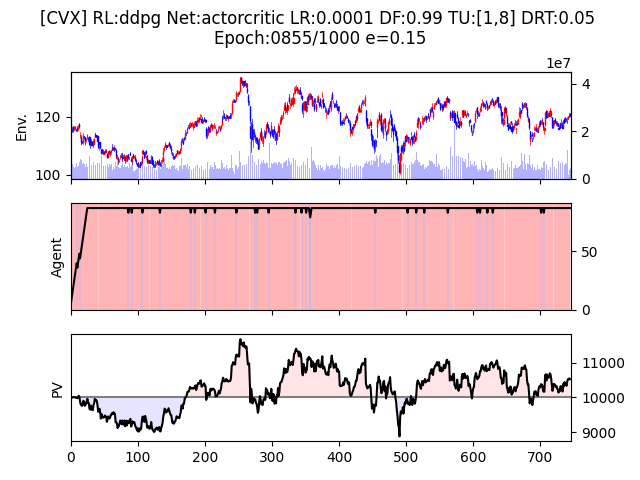 [CVX] RL:ddpg Net:actorcritic LR:0.0001 DF:0.99 TU:[1,8] DRT:0.05
Epoch:0855/1000 e=0.15
1e7
Env.
120
100
4
2
0
Agent
50
0
PV
11000
10000
9000
0 100 200 300 400 500 600 700